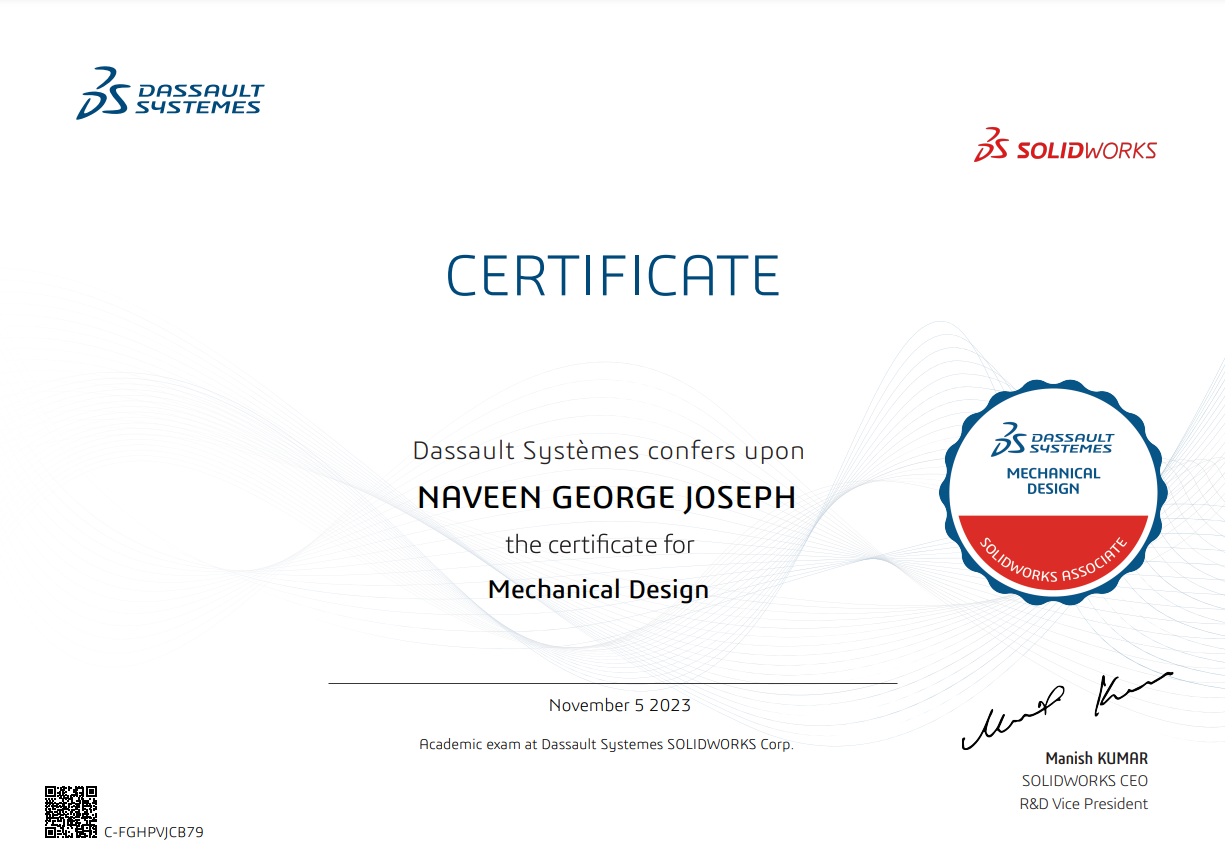 DASSAULT
SYSTEMES
SOLIDWORKS
CERTIFICATE
Dassault Systèmes confers upon
NAVEEN GEORGE JOSEPH
the certificate for
Mechanical Design
DASSAULT
SYSTEMES
MECHANICAL
DESIGN
SOLIDWORKS ASSOCIATE
November 5 2023
Academic exam at Dassault Systemes SOLIDWORKS Corp.
Manish KUMAR
SOLIDWORKS CEO
R&D Vice President
C-FGHPVJCB79